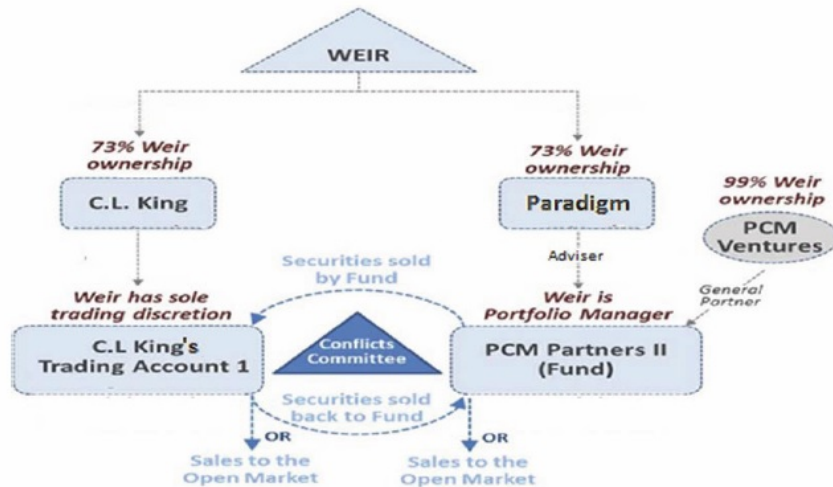 WEIR
73% Weir
ownership
C.L. King
73% Weir
ownership
Paradigm
99% Weir
ownership
PCM
Ventures
Adviser
General
Partner
Weir has sole
trading discretion
C.L King's
Trading Account 1
Securities sold
by Fund
Conflicts
Committee
Securities sold
back to Fund
Weir is
Portfolio Manager
PCM Partners II
(Fund)
OR
Sales to the
Open Market
OR
Sales to the
Open Market